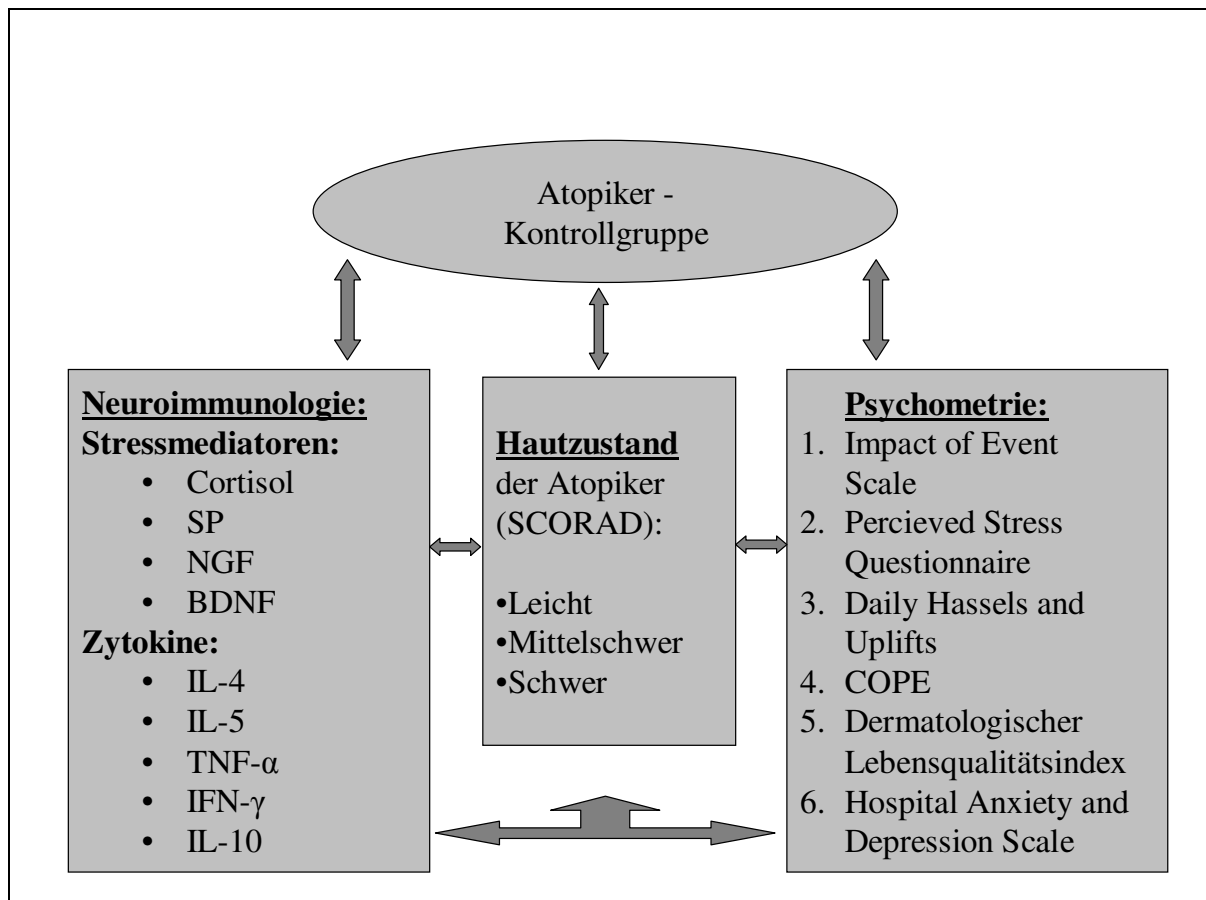 Atopiker -
Kontrollgruppe
Neuroimmunologie:
Stressmediatoren:
• Cortisol
• SP
• NGF
• BDNF
Zytokine:
• IL-4
• IL-5
• TNF-α
• IFN-γ
• IL-10
Hautzustand
der Atopiker
(SCORAD):
•Leicht
•Mittelschwer
•Schwer
Psychometrie:
1. Impact of Event
Scale
2. Percieved Stress
Questionnaire
3. Daily Hassels and
Uplifts
4. COPE
5. Dermatologischer
Lebensqualitätsindex
6. Hospital Anxiety and
Depression Scale